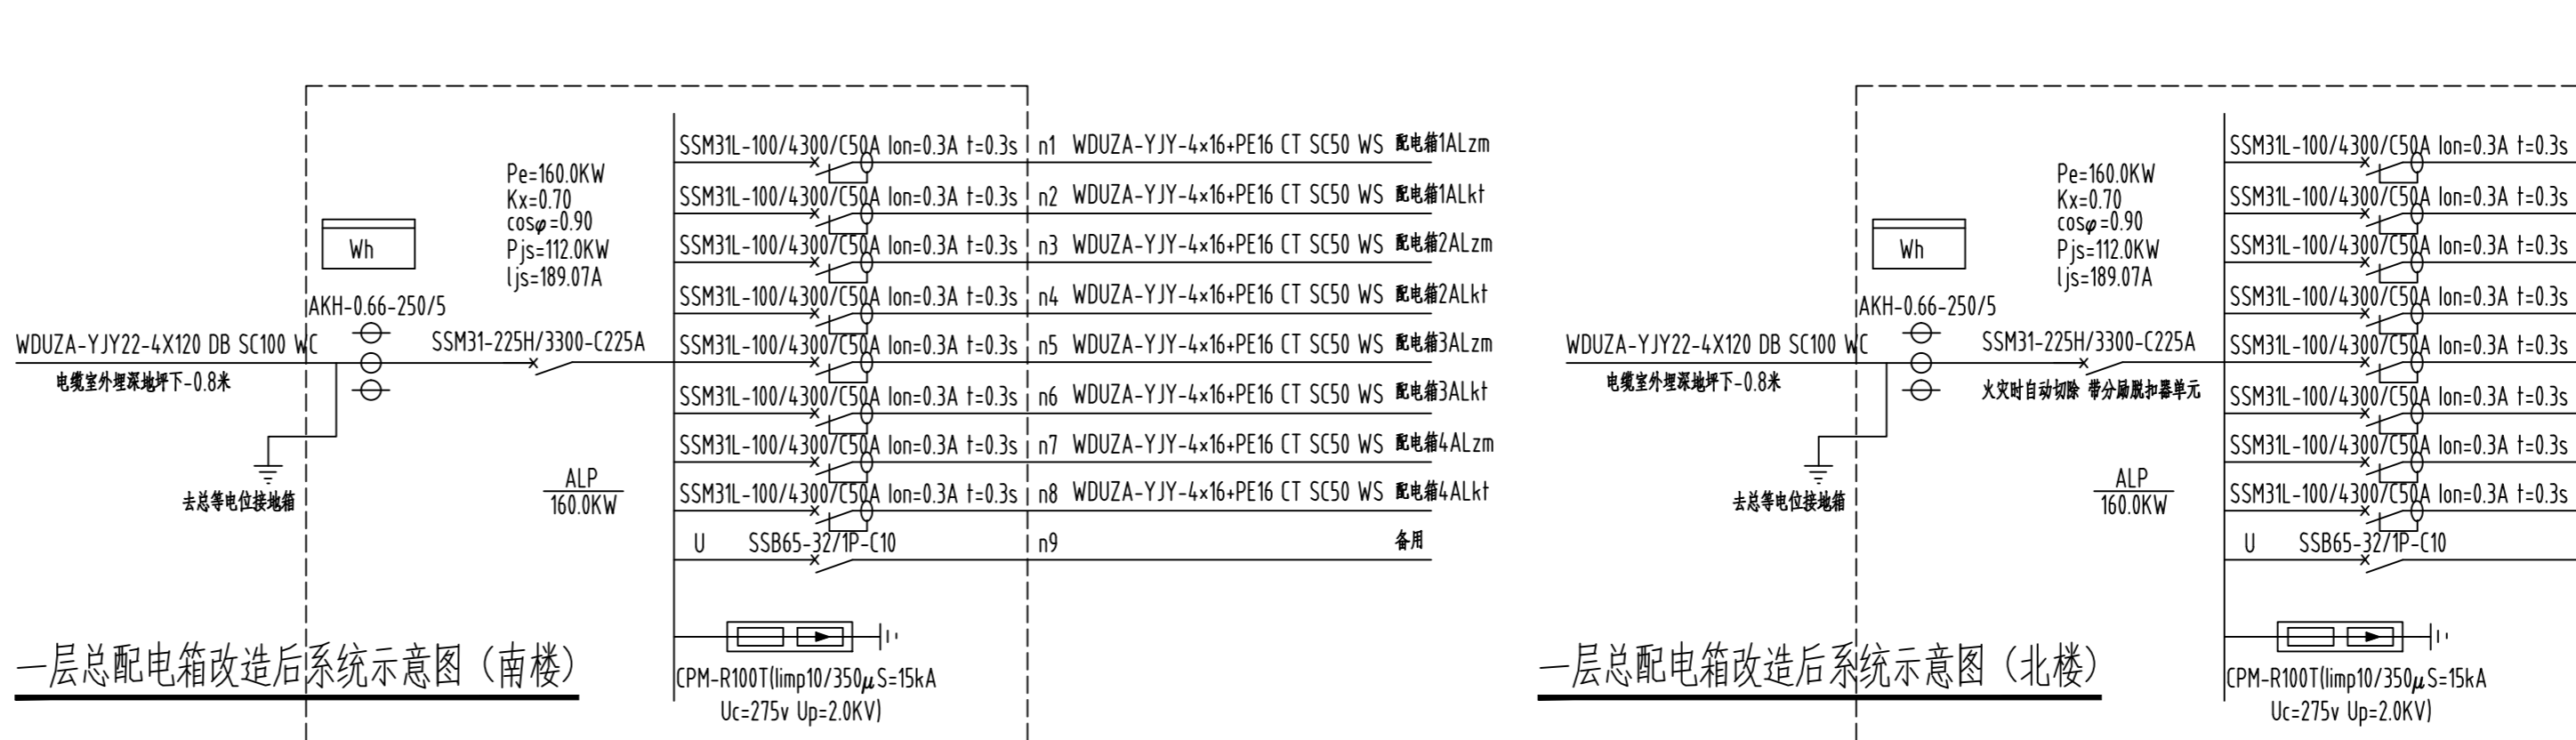 SSM31L-100/4300/C50A Ion=0.3A t=0.3s n1 WDUZA-YJY-4×16+PE16 CT SC50 WS 配电箱1ALzm
SSM31L-100/4300/C50A Ion=0.3A t=0.3s n2 WDUZA-YJY-4×16+PE16 CT SC50 WS 配电箱1ALkt
SSM31L-100/4300/C50A Ion=0.3A t=0.3s n3 WDUZA-YJY-4×16+PE16 CT SC50 WS 配电箱2ALzm
SSM31L-100/4300/C50A Ion=0.3A t=0.3s n4 WDUZA-YJY-4×16+PE16 CT SC50 WS 配电箱2ALkt
SSM31L-100/4300/C50A Ion=0.3A t=0.3s n5 WDUZA-YJY-4×16+PE16 CT SC50 WS 配电箱3ALzm
SSM31L-100/4300/C50A Ion=0.3A t=0.3s n6 WDUZA-YJY-4×16+PE16 CT SC50 WS 配电箱3ALkt
SSM31L-100/4300/C50A Ion=0.3A t=0.3s n7 WDUZA-YJY-4×16+PE16 CT SC50 WS 配电箱4ALzm
SSM31L-100/4300/C50A Ion=0.3A t=0.3s n8 WDUZA-YJY-4×16+PE16 CT SC50 WS 配电箱4ALkt
U SSB65-32/1P-C10 n9 备用
Pe=160.0KW
Kx=0.70
cosφ=0.90
Pjs=112.0KW
Ijs=189.07A
Wh
AKH-0.66-250/5
WDUZA-YJY22-4X120 DB SC100 WC
电缆室外埋深地坪下-0.8米
SSM31-225H/3300-C225A
去总等电位接地箱
ALP
160.0KW
CPM-R100T(Iimp10/350μS=15kA
Uc=275v Up=2.0KV)
一层总配电箱改造后系统示意图（南楼）
SSM31L-100/4300/C50A Ion=0.3A t=0.3s
SSM31L-100/4300/C50A Ion=0.3A t=0.3s
SSM31L-100/4300/C50A Ion=0.3A t=0.3s
SSM31L-100/4300/C50A Ion=0.3A t=0.3s
SSM31L-100/4300/C50A Ion=0.3A t=0.3s
SSM31L-100/4300/C50A Ion=0.3A t=0.3s
SSM31L-100/4300/C50A Ion=0.3A t=0.3s
SSM31L-100/4300/C50A Ion=0.3A t=0.3s
U SSB65-32/1P-C10
Pe=160.0KW
Kx=0.70
cosφ=0.90
Pjs=112.0KW
Ijs=189.07A
Wh
AKH-0.66-250/5
WDUZA-YJY22-4X120 DB SC100 WC
电缆室外埋深地坪下-0.8米
SSM31-225H/3300-C225A
火灾时自动切除 带分励脱扣器单元
去总等电位接地箱
ALP
160.0KW
CPM-R100T(Iimp10/350μS=15kA
Uc=275v Up=2.0KV)
一层总配电箱改造后系统示意图（北楼）